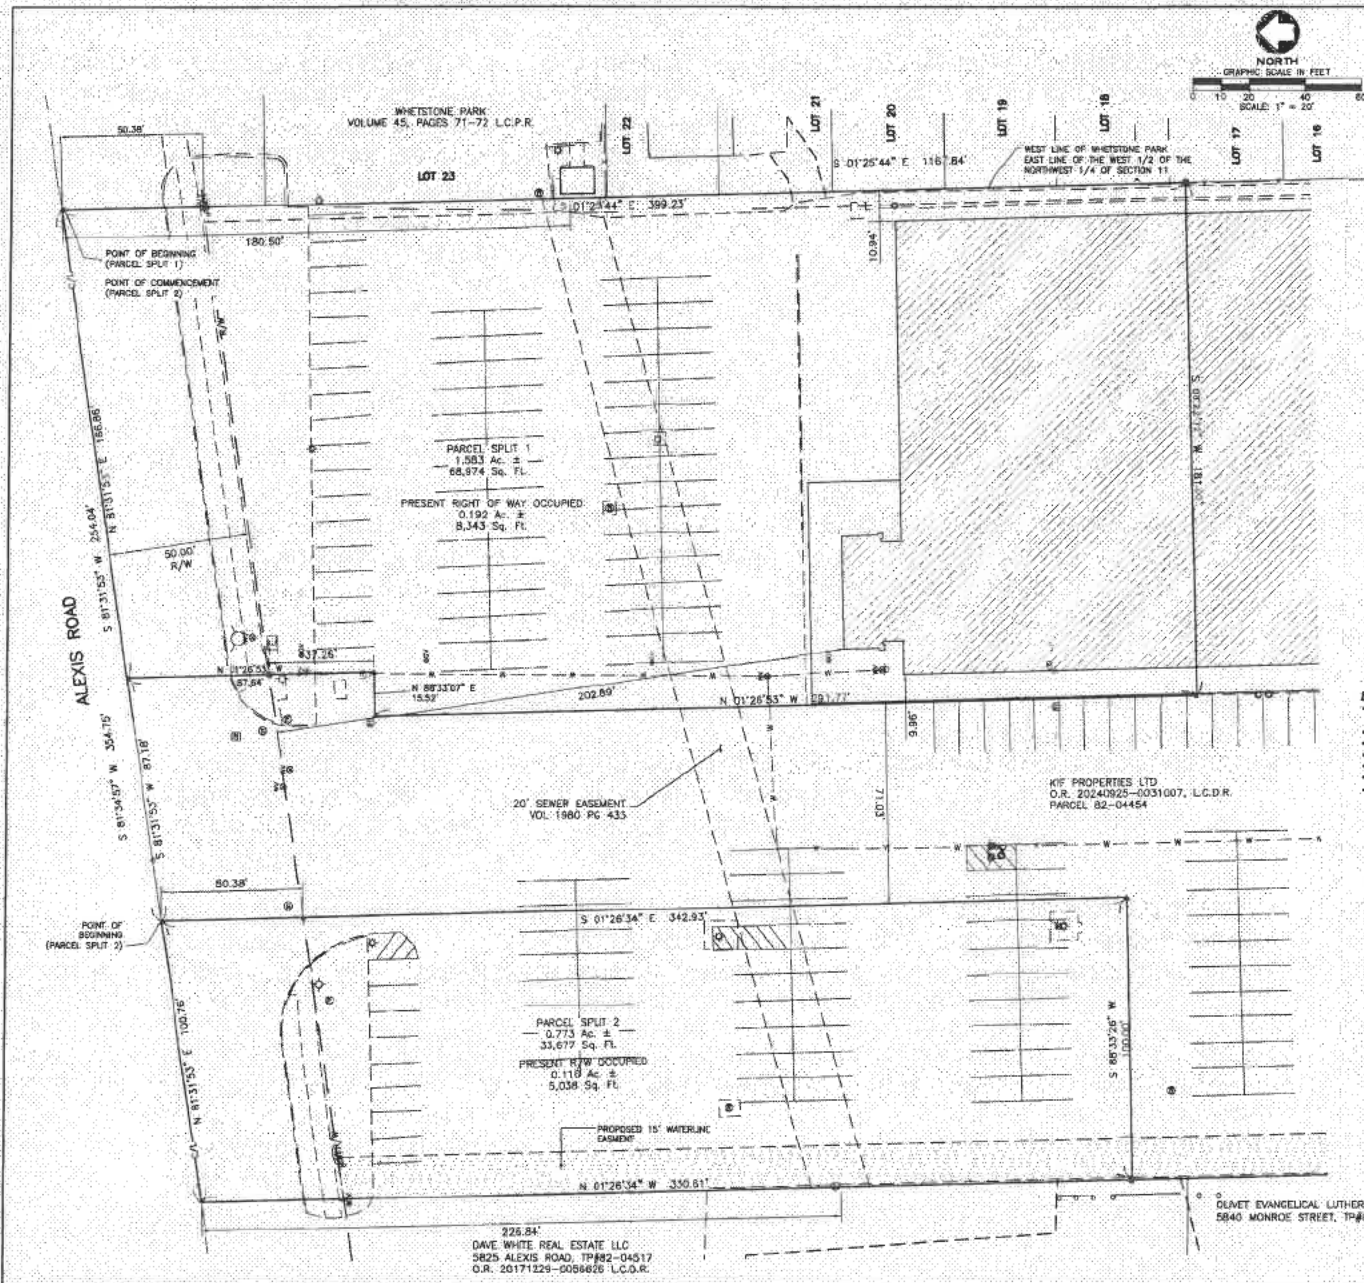 NORTH
GRAPHIC SCALE IN FEET
0 10 20 40 60
SCALE: 1" = 20'
WHETSTONE PARK
VOLUME 45, PAGES 71-72 L.C.P.R.
50.38'
LOT 23
LOT 22
LOT 21
LOT 20
LOT 19
LOT 18
LOT 17
LOT 16
S 01°25'44" E 116.84'
WEST LINE OF WHETSTONE PARK
EAST LINE OF THE WEST 1/2 OF THE
NORTHWEST 1/4 OF SECTION 11
S 01°25'44" E 399.23'
180.50'
10.94'
POINT OF BEGINNING
(PARCEL SPLIT 1)
POINT OF COMMENCEMENT
(PARCEL SPLIT 2)
R/W
N 81°31'53" E 166.86'
S 81°31'53" W 254.04'
50.00'
R/W
ALEXIS ROAD
PARCEL SPLIT 1
1.583 Ac. ±
68,974 Sq. Ft.
PRESENT RIGHT OF WAY OCCUPIED
0.192 Ac. ±
8,343 Sq. Ft.
W 181.00'
37.26'
N 01°26'53" W
57.64'
N 88°33'07" E
15.52'
202.89'
N 01°26'53" W 291.77'
9.96'
71.03'
S 81°34'57" W 354.75'
S 81°31'53" W 87.18'
20' SEWER EASEMENT
VOL 1980 PG 435
KIF PROPERTIES LTD
O.R. 20240925-0031007, L.C.D.R.
PARCEL 82-04454
50.38'
S 01°26'34" E 342.93'
POINT OF
BEGINNING
(PARCEL SPLIT 2)
N 81°31'53" E 100.76'
PARCEL SPLIT 2
0.773 Ac. ±
33,677 Sq. Ft.
PRESENT R/W OCCUPIED
0.116 Ac. ±
5,038 Sq. Ft.
S 88°33'26" W
100.00'
R/W
PROPOSED 15' WATERLINE
EASMENT
N 01°26'34" W 330.61'
226.84'
DAVE WHITE REAL ESTATE LLC
5825 ALEXIS ROAD, TP#82-04517
O.R. 20171229-0056626 L.C.D.R.
OLIVET EVANGELICAL LUTHER
5840 MONROE STREET, TP#